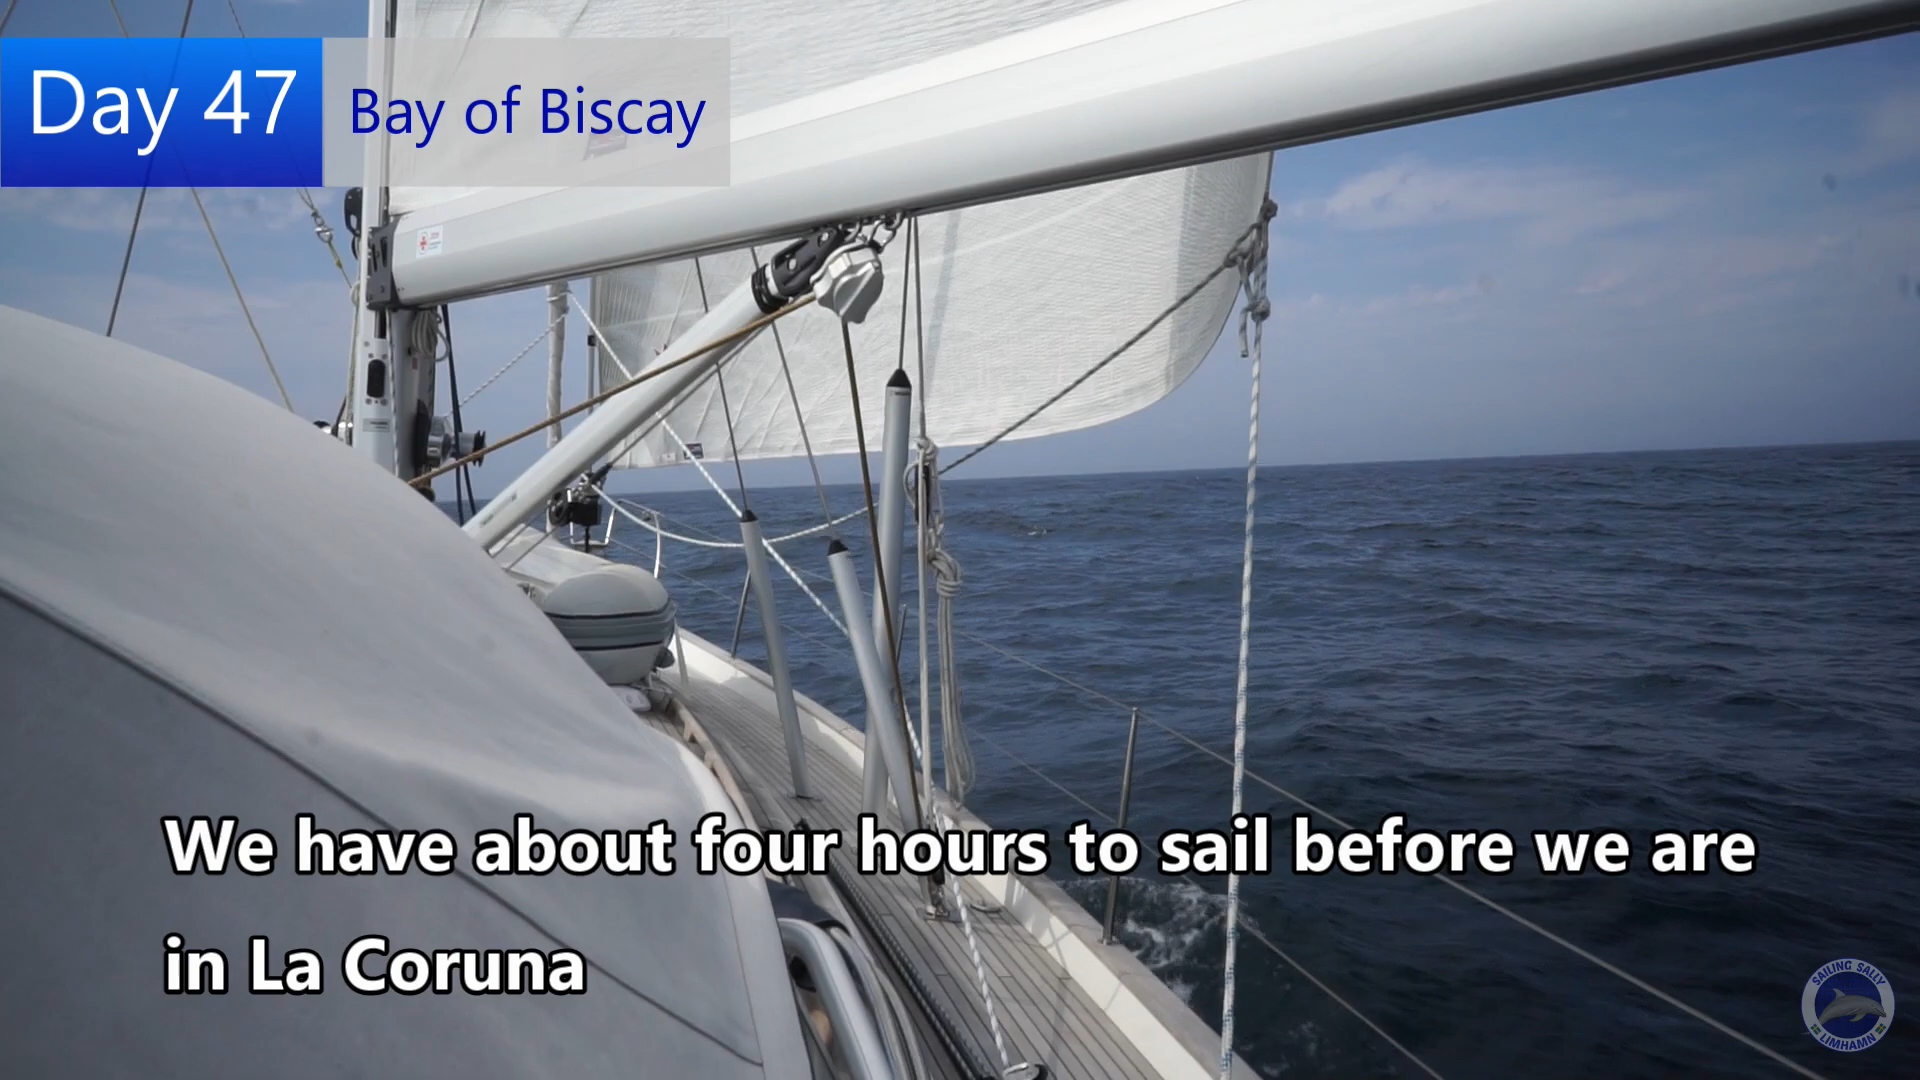 Day 47
Bay of Biscay
We have about four hours to sail before we are
in La Coruna
SAILING SALLY
LIMHAMN